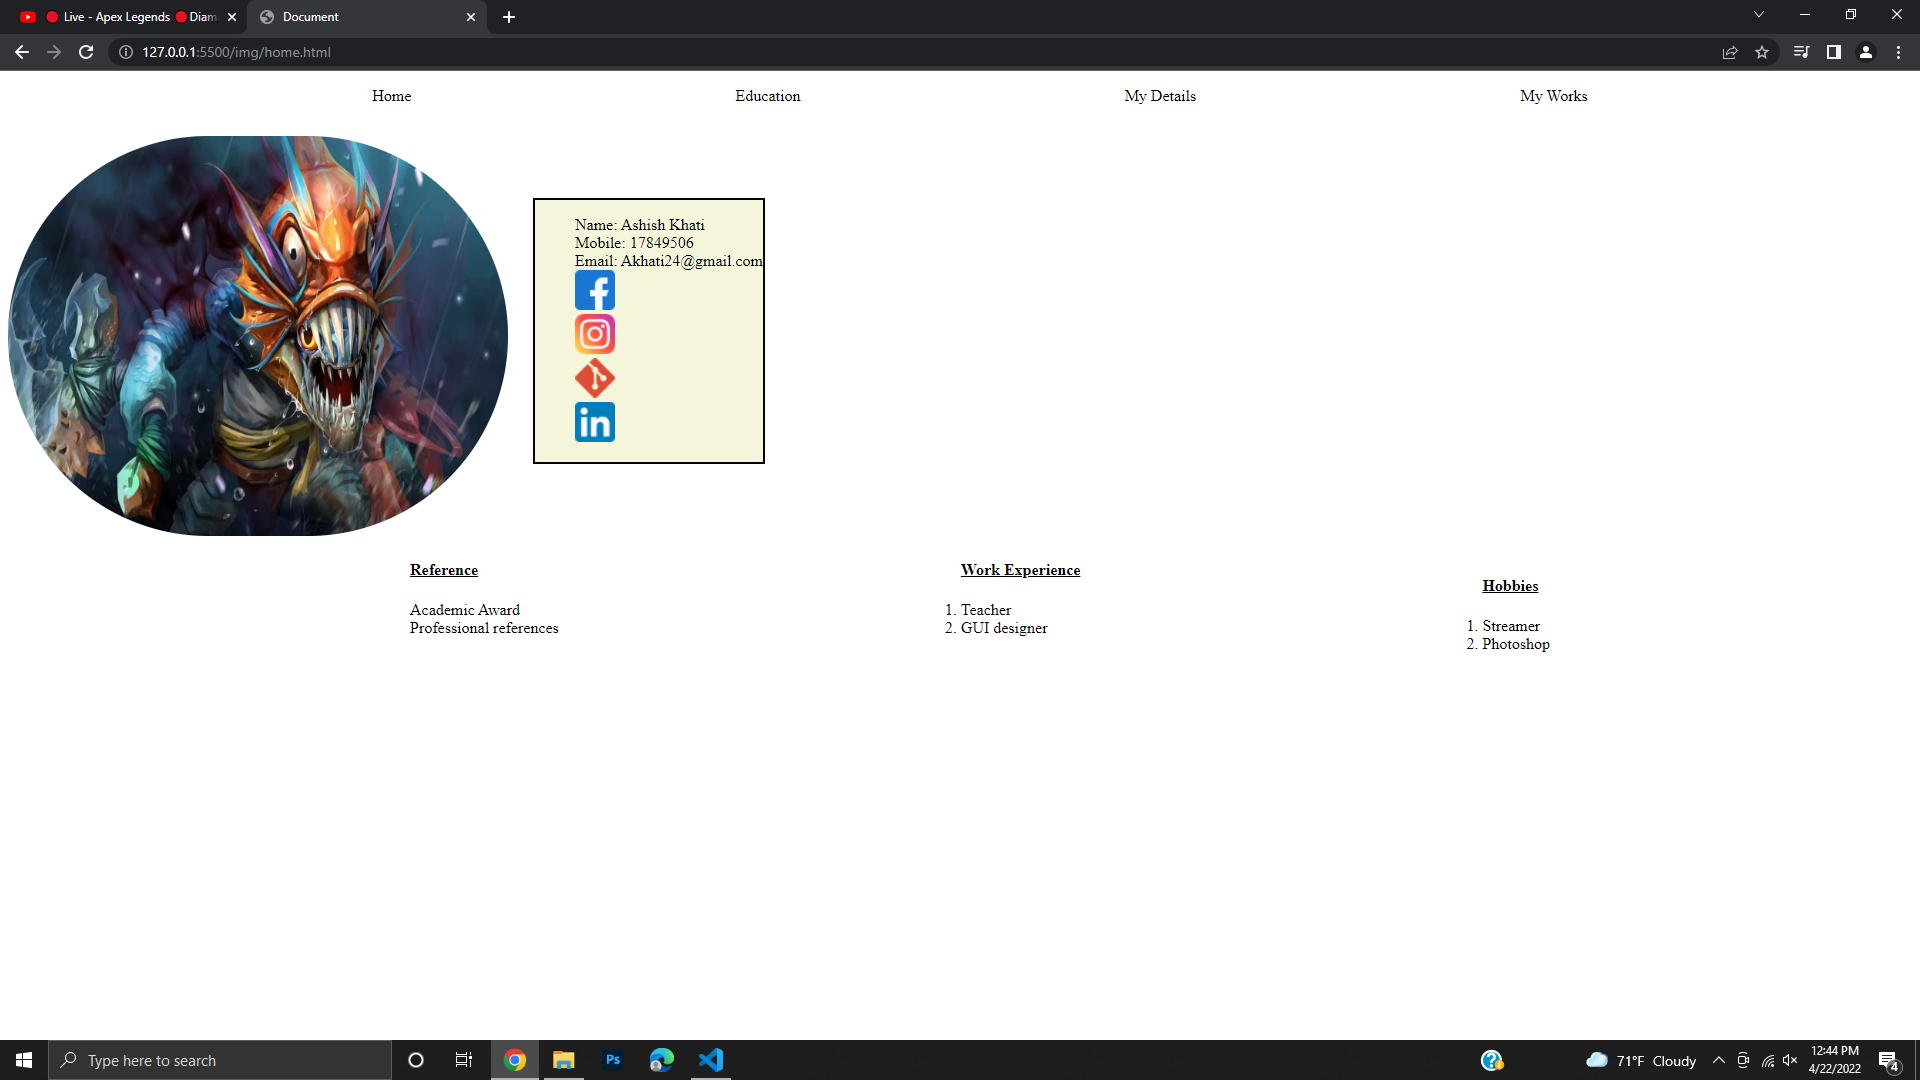 Live - Apex Legends Diam
Document
127.0.0.1:5500/img/home.html
Home Education My Details My Works
Name: Ashish Khati
Mobile: 17849506
Email: Akhati24@gmail.com
f
in
Reference
Academic Award
Professional references
Work Experience
1. Teacher
2. GUI designer
Hobbies
1. Streamer
2. Photoshop
Type here to search
Ps
71°F Cloudy
12:44 PM
4/22/2022
4